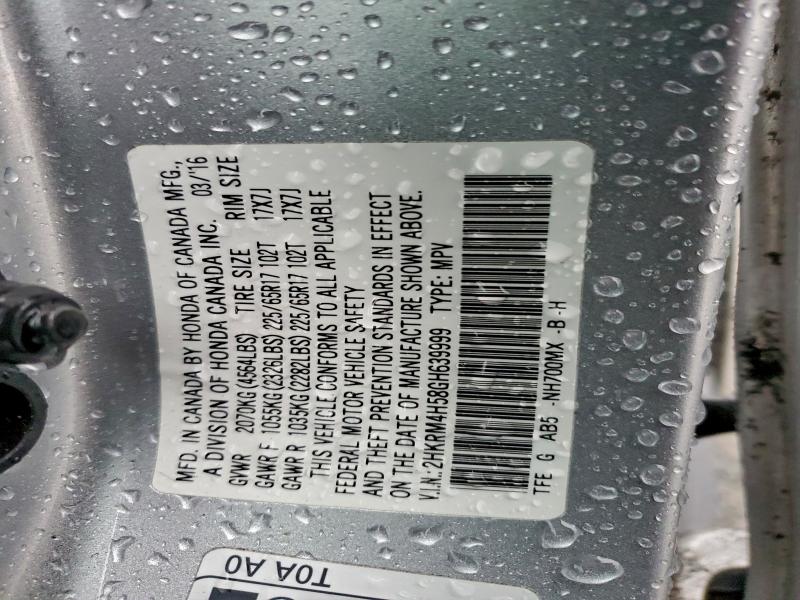 MFD. IN CANADA BY HONDA OF CANADA MFG.,
A DIVISION OF HONDA CANADA INC. 03/'16
GVWR 2070KG (4564LBS) TIRE SIZE RIM SIZE
GAWR F 1055KG (2326LBS) 225/65R17 102T 17X7J
GAWR R 1035KG (2282LBS) 225/65R17 102T 17X7J
THIS VEHICLE CONFORMS TO ALL APPLICABLE
FEDERAL MOTOR VEHICLE SAFETY
AND THEFT PREVENTION STANDARDS IN EFFECT
ON THE DATE OF MANUFACTURE SHOWN ABOVE.
V.I.N.: 2HKRM4H58GH639999 TYPE: MPV
TFE G AB5 -NH700MX -B -H
T0A A0